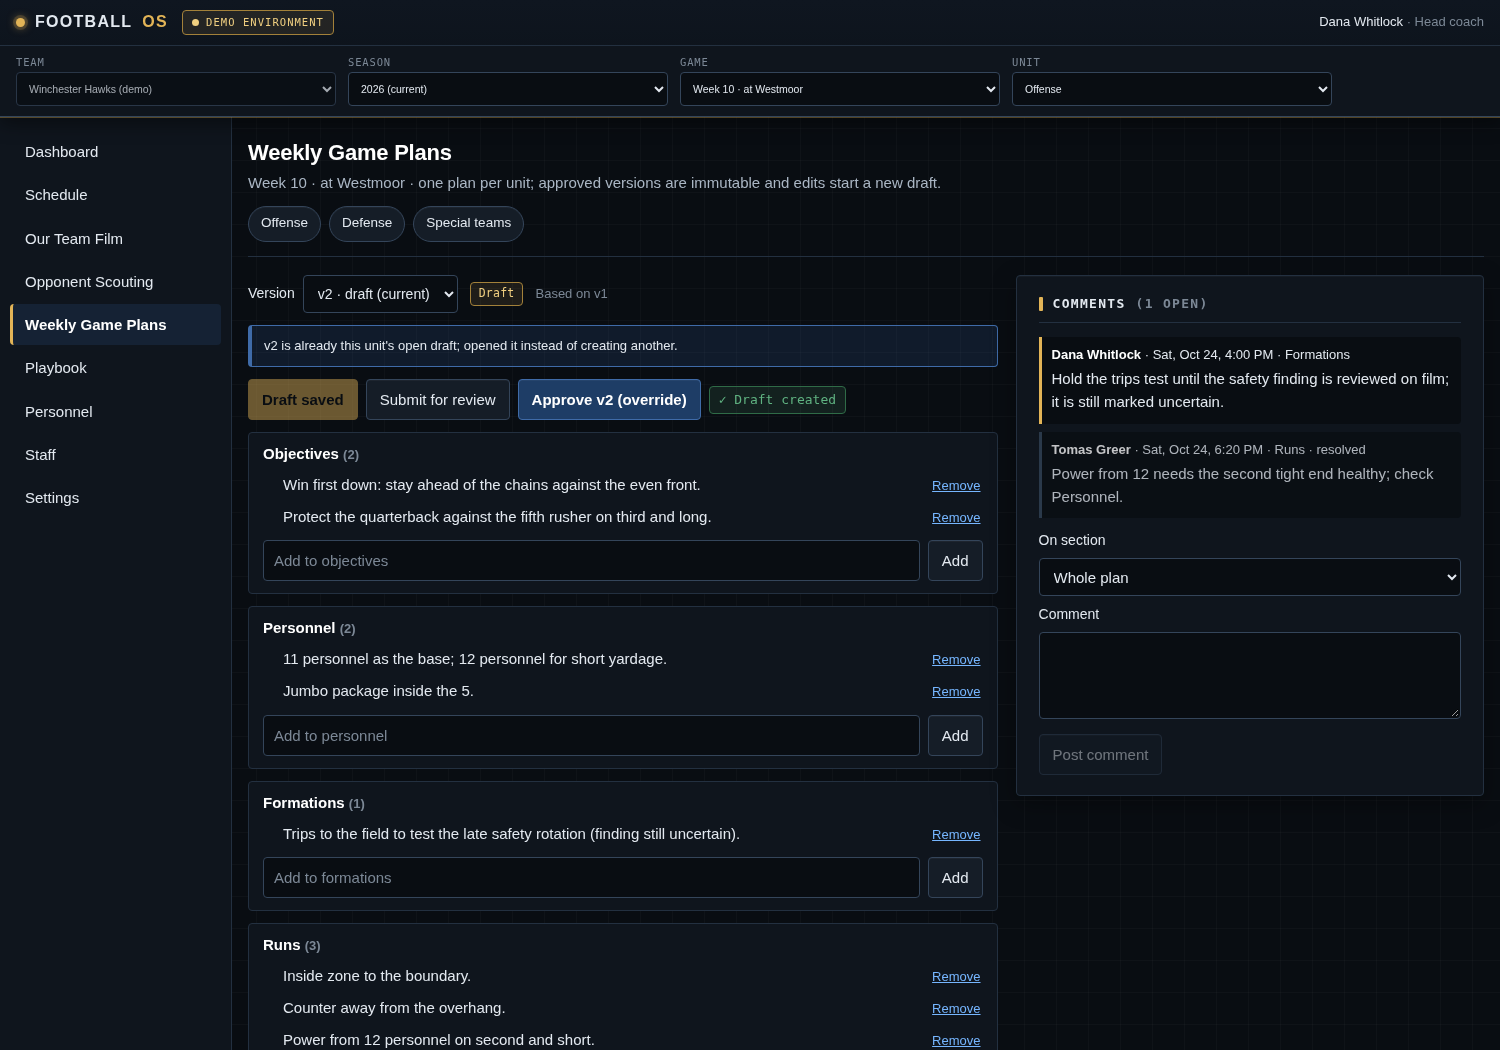 FOOTBALL OS
DEMO ENVIRONMENT
Dana Whitlock · Head coach
TEAM
Winchester Hawks (demo)
SEASON
2026 (current)
GAME
Week 10 · at Westmoor
UNIT
Offense
Dashboard
Schedule
Our Team Film
Opponent Scouting
Weekly Game Plans
Playbook
Personnel
Staff
Settings
Weekly Game Plans
Week 10 · at Westmoor · one plan per unit; approved versions are immutable and edits start a new draft.
Offense
Defense
Special teams
Version
v2 · draft (current)
Draft
Based on v1
v2 is already this unit's open draft; opened it instead of creating another.
Draft saved
Submit for review
Approve v2 (override)
✓ Draft created
Objectives (2)
Win first down: stay ahead of the chains against the even front.
Remove
Protect the quarterback against the fifth rusher on third and long.
Remove
Add to objectives
Add
Personnel (2)
11 personnel as the base; 12 personnel for short yardage.
Remove
Jumbo package inside the 5.
Remove
Add to personnel
Add
Formations (1)
Trips to the field to test the late safety rotation (finding still uncertain).
Remove
Add to formations
Add
Runs (3)
Inside zone to the boundary.
Remove
Counter away from the overhang.
Remove
Power from 12 personnel on second and short.
Remove
COMMENTS (1 OPEN)
Dana Whitlock · Sat, Oct 24, 4:00 PM · Formations
Hold the trips test until the safety finding is reviewed on film;
it is still marked uncertain.
Tomas Greer · Sat, Oct 24, 6:20 PM · Runs · resolved
Power from 12 needs the second tight end healthy; check
Personnel.
On section
Whole plan
Comment
Post comment